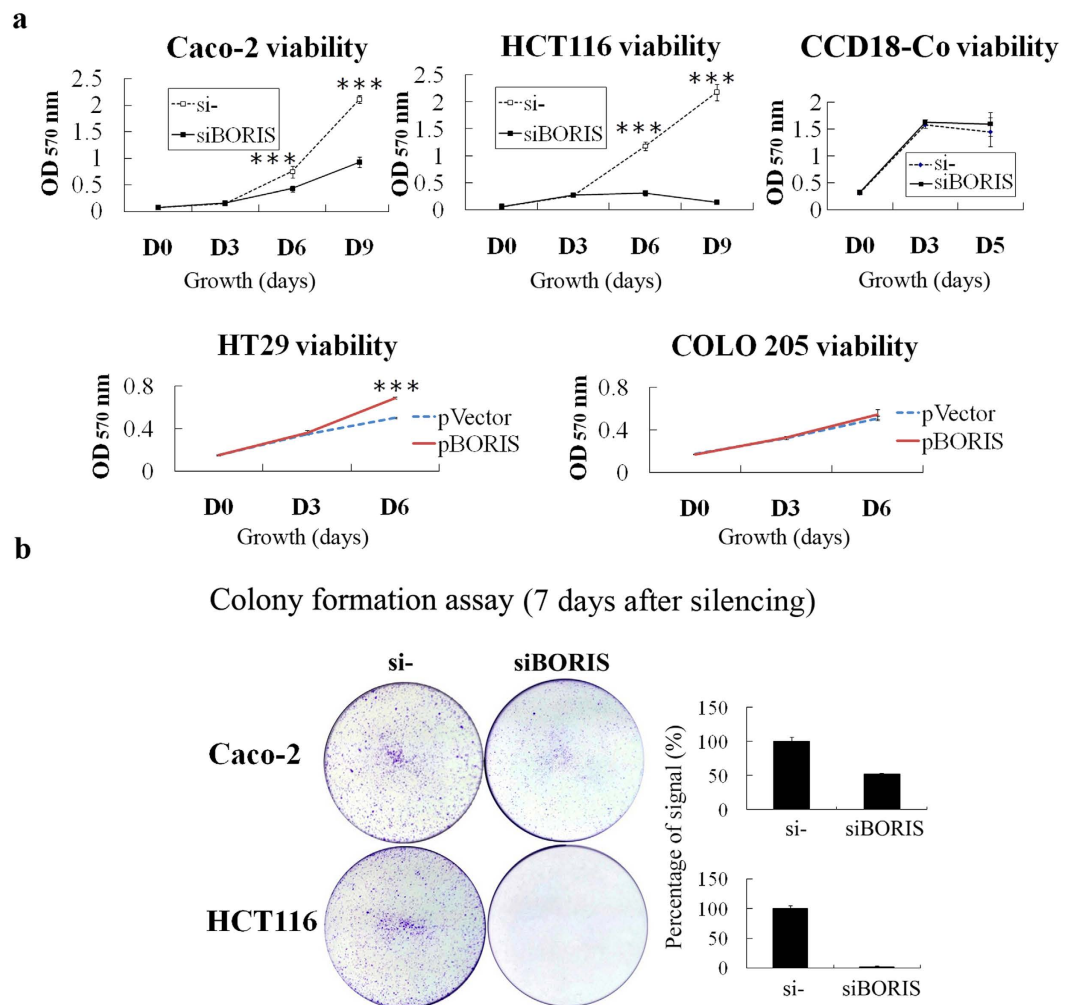 a
Caco-2 viability
OD 570 nm
2.5
2
1.5
1
0.5
0
si-
siBORIS
***
***
D0 D3 D6 D9
Growth (days)
HCT116 viability
OD 570 nm
2.5
2
1.5
1
0.5
0
si-
siBORIS
***
***
D0 D3 D6 D9
Growth (days)
CCD18-Co viability
OD 570 nm
2
1.5
1
0.5
0
si-
siBORIS
D0 D3 D5
Growth (days)
HT29 viability
OD 570 nm
0.8
0.4
0
***
pVector
pBORIS
D0 D3 D6
Growth (days)
COLO 205 viability
OD 570 nm
0.8
0.4
0
pVector
pBORIS
D0 D3 D6
Growth (days)
b
Colony formation assay (7 days after silencing)
si- siBORIS
Caco-2
HCT116
Percentage of signal (%)
150
100
50
0
si- siBORIS
150
100
50
0
si- siBORIS